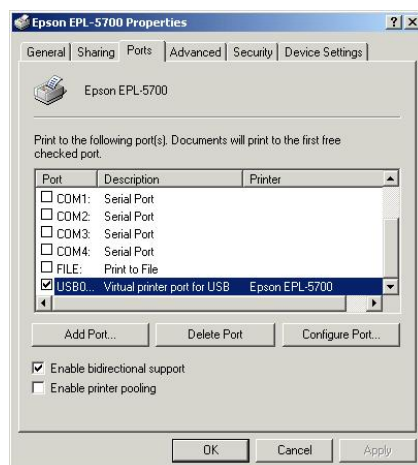 Epson EPL-5700 Properties
General Sharing Ports Advanced Security Device Settings
Epson EPL-5700
Print to the following port(s). Documents will print to the first free
checked port.
Port Description Printer
COM1: Serial Port
COM2: Serial Port
COM3: Serial Port
COM4: Serial Port
FILE: Print to File
USB0... Virtual printer port for USB Epson EPL-5700
Add Port... Delete Port Configure Port...
Enable bidirectional support
Enable printer pooling
OK Cancel Apply